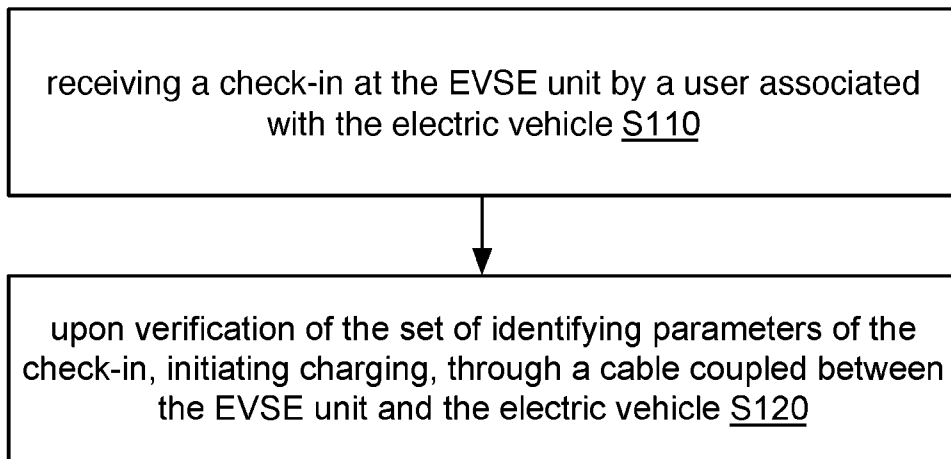 receiving a check-in at the EVSE unit by a user associated
with the electric vehicle S110
upon verification of the set of identifying parameters of the
check-in, initiating charging, through a cable coupled between
the EVSE unit and the electric vehicle S120